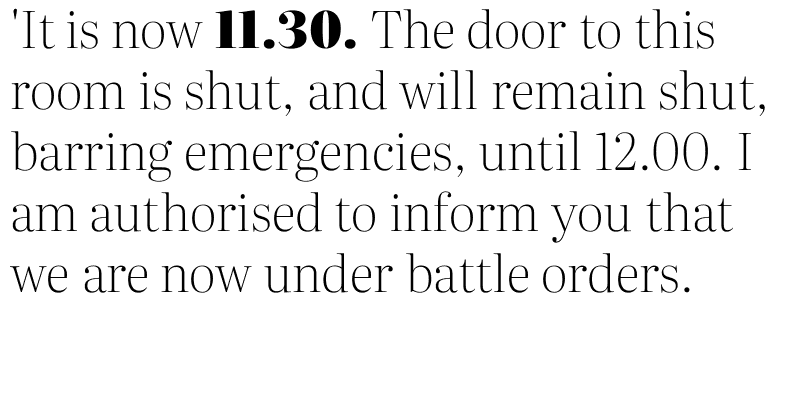 'It is now 11.30. The door to this
room is shut, and will remain shut,
barring emergencies, until 12.00. I
am authorised to inform you that
we are now under battle orders.